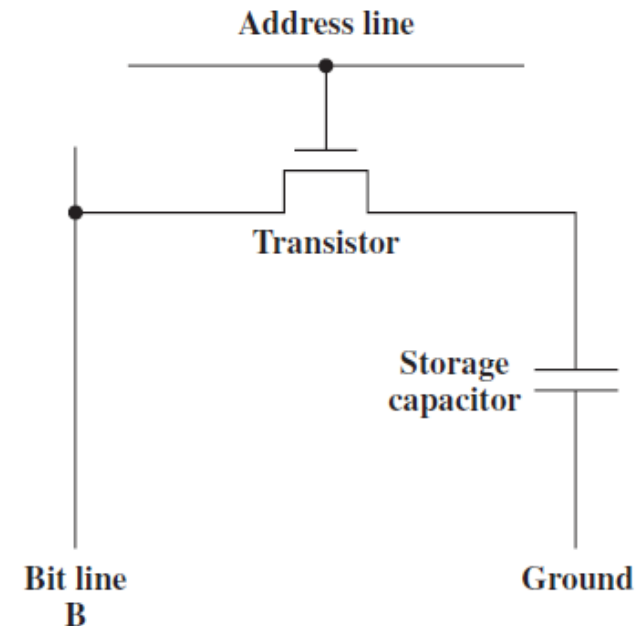 Address line
Transistor
Storage
capacitor
Bit line
B
Ground